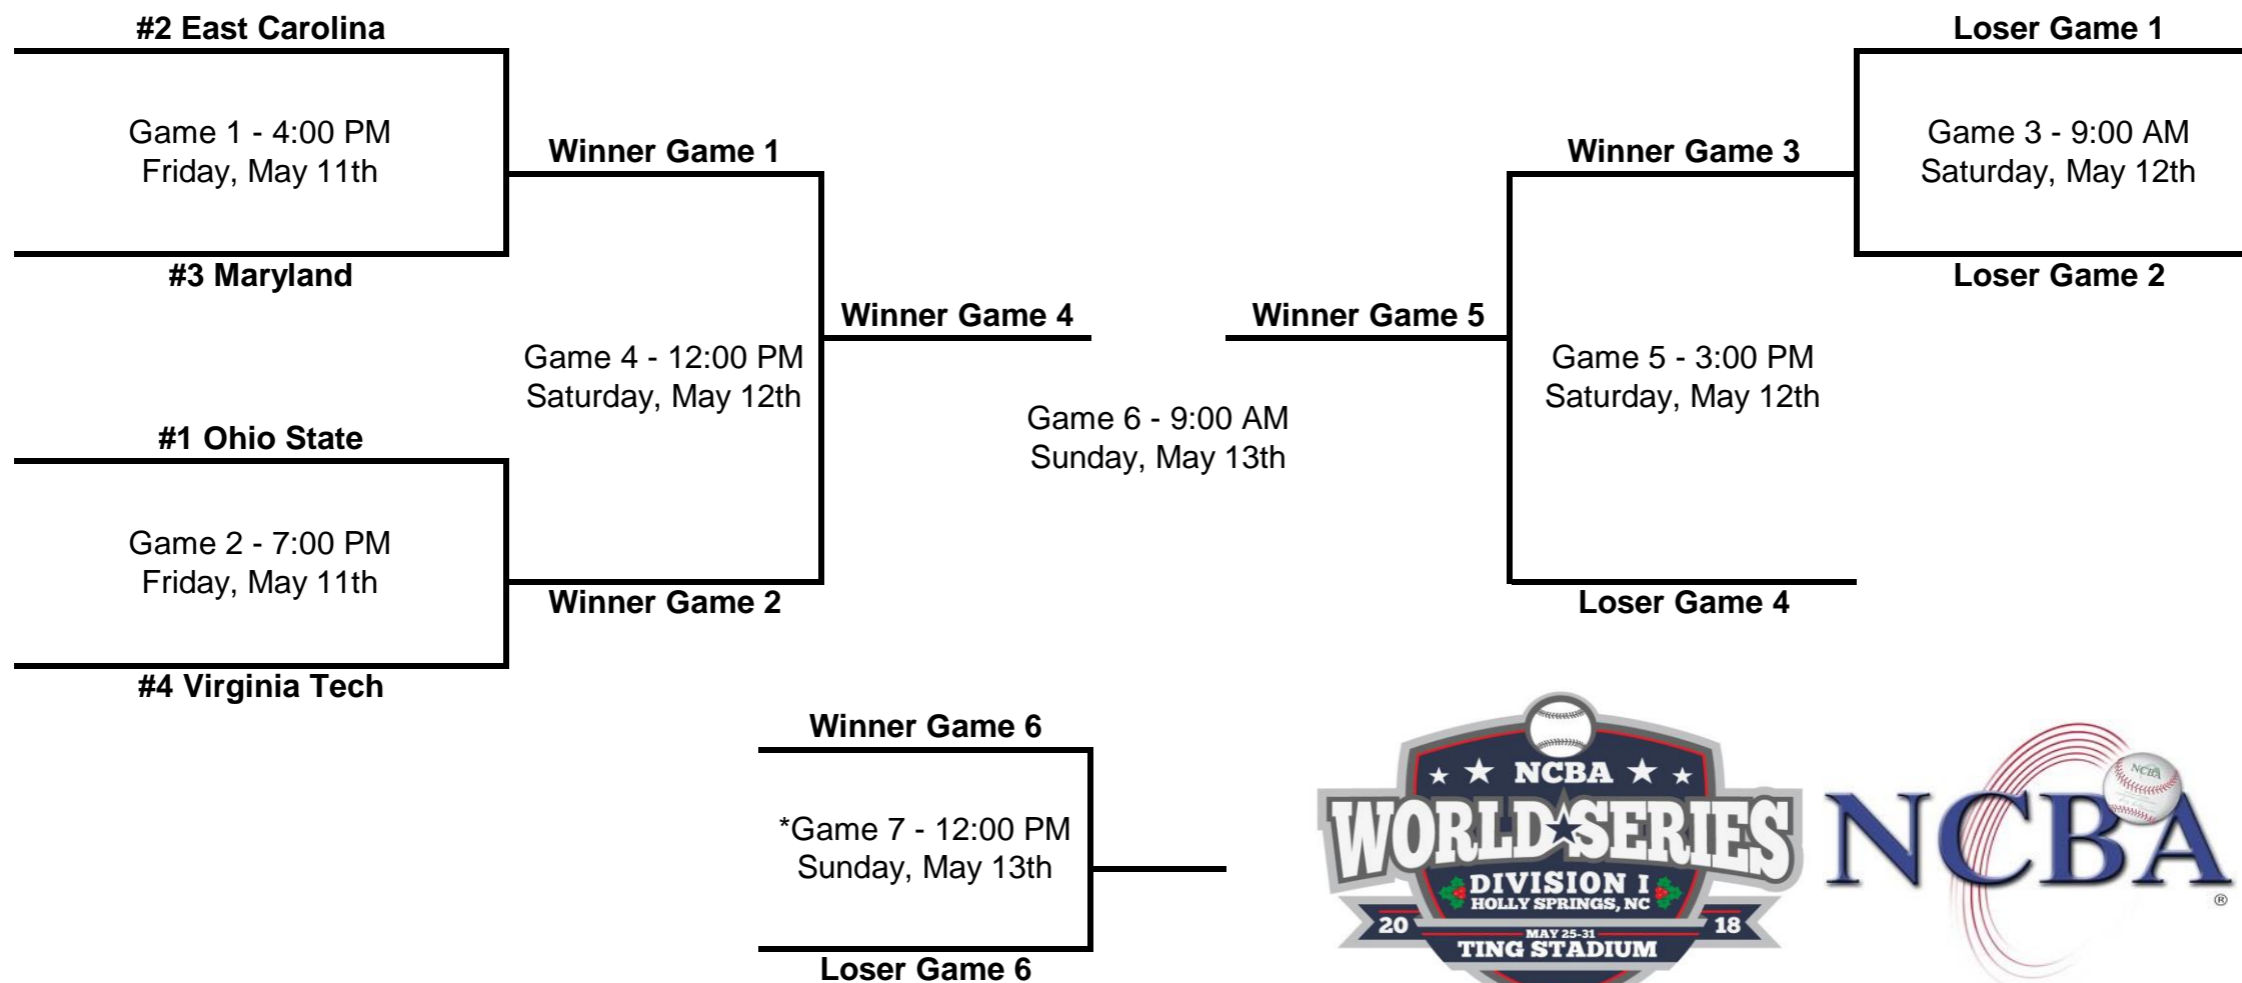 #2 East Carolina
Game 1 - 4:00 PM
Friday, May 11th
#3 Maryland
Winner Game 1
Game 4 - 12:00 PM
Saturday, May 12th
#1 Ohio State
Game 2 - 7:00 PM
Friday, May 11th
#4 Virginia Tech
Winner Game 2
Winner Game 4
Game 6 - 9:00 AM
Sunday, May 13th
Winner Game 5
Loser Game 1
Winner Game 3
Game 3 - 9:00 AM
Saturday, May 12th
Loser Game 2
Game 5 - 3:00 PM
Saturday, May 12th
Loser Game 4
Winner Game 6
*Game 7 - 12:00 PM
Sunday, May 13th
Loser Game 6
NCBA
WORLD SERIES
DIVISION I
HOLLY SPRINGS, NC
20 18
MAY 25-31
TING STADIUM
NCBA
NCBA
®